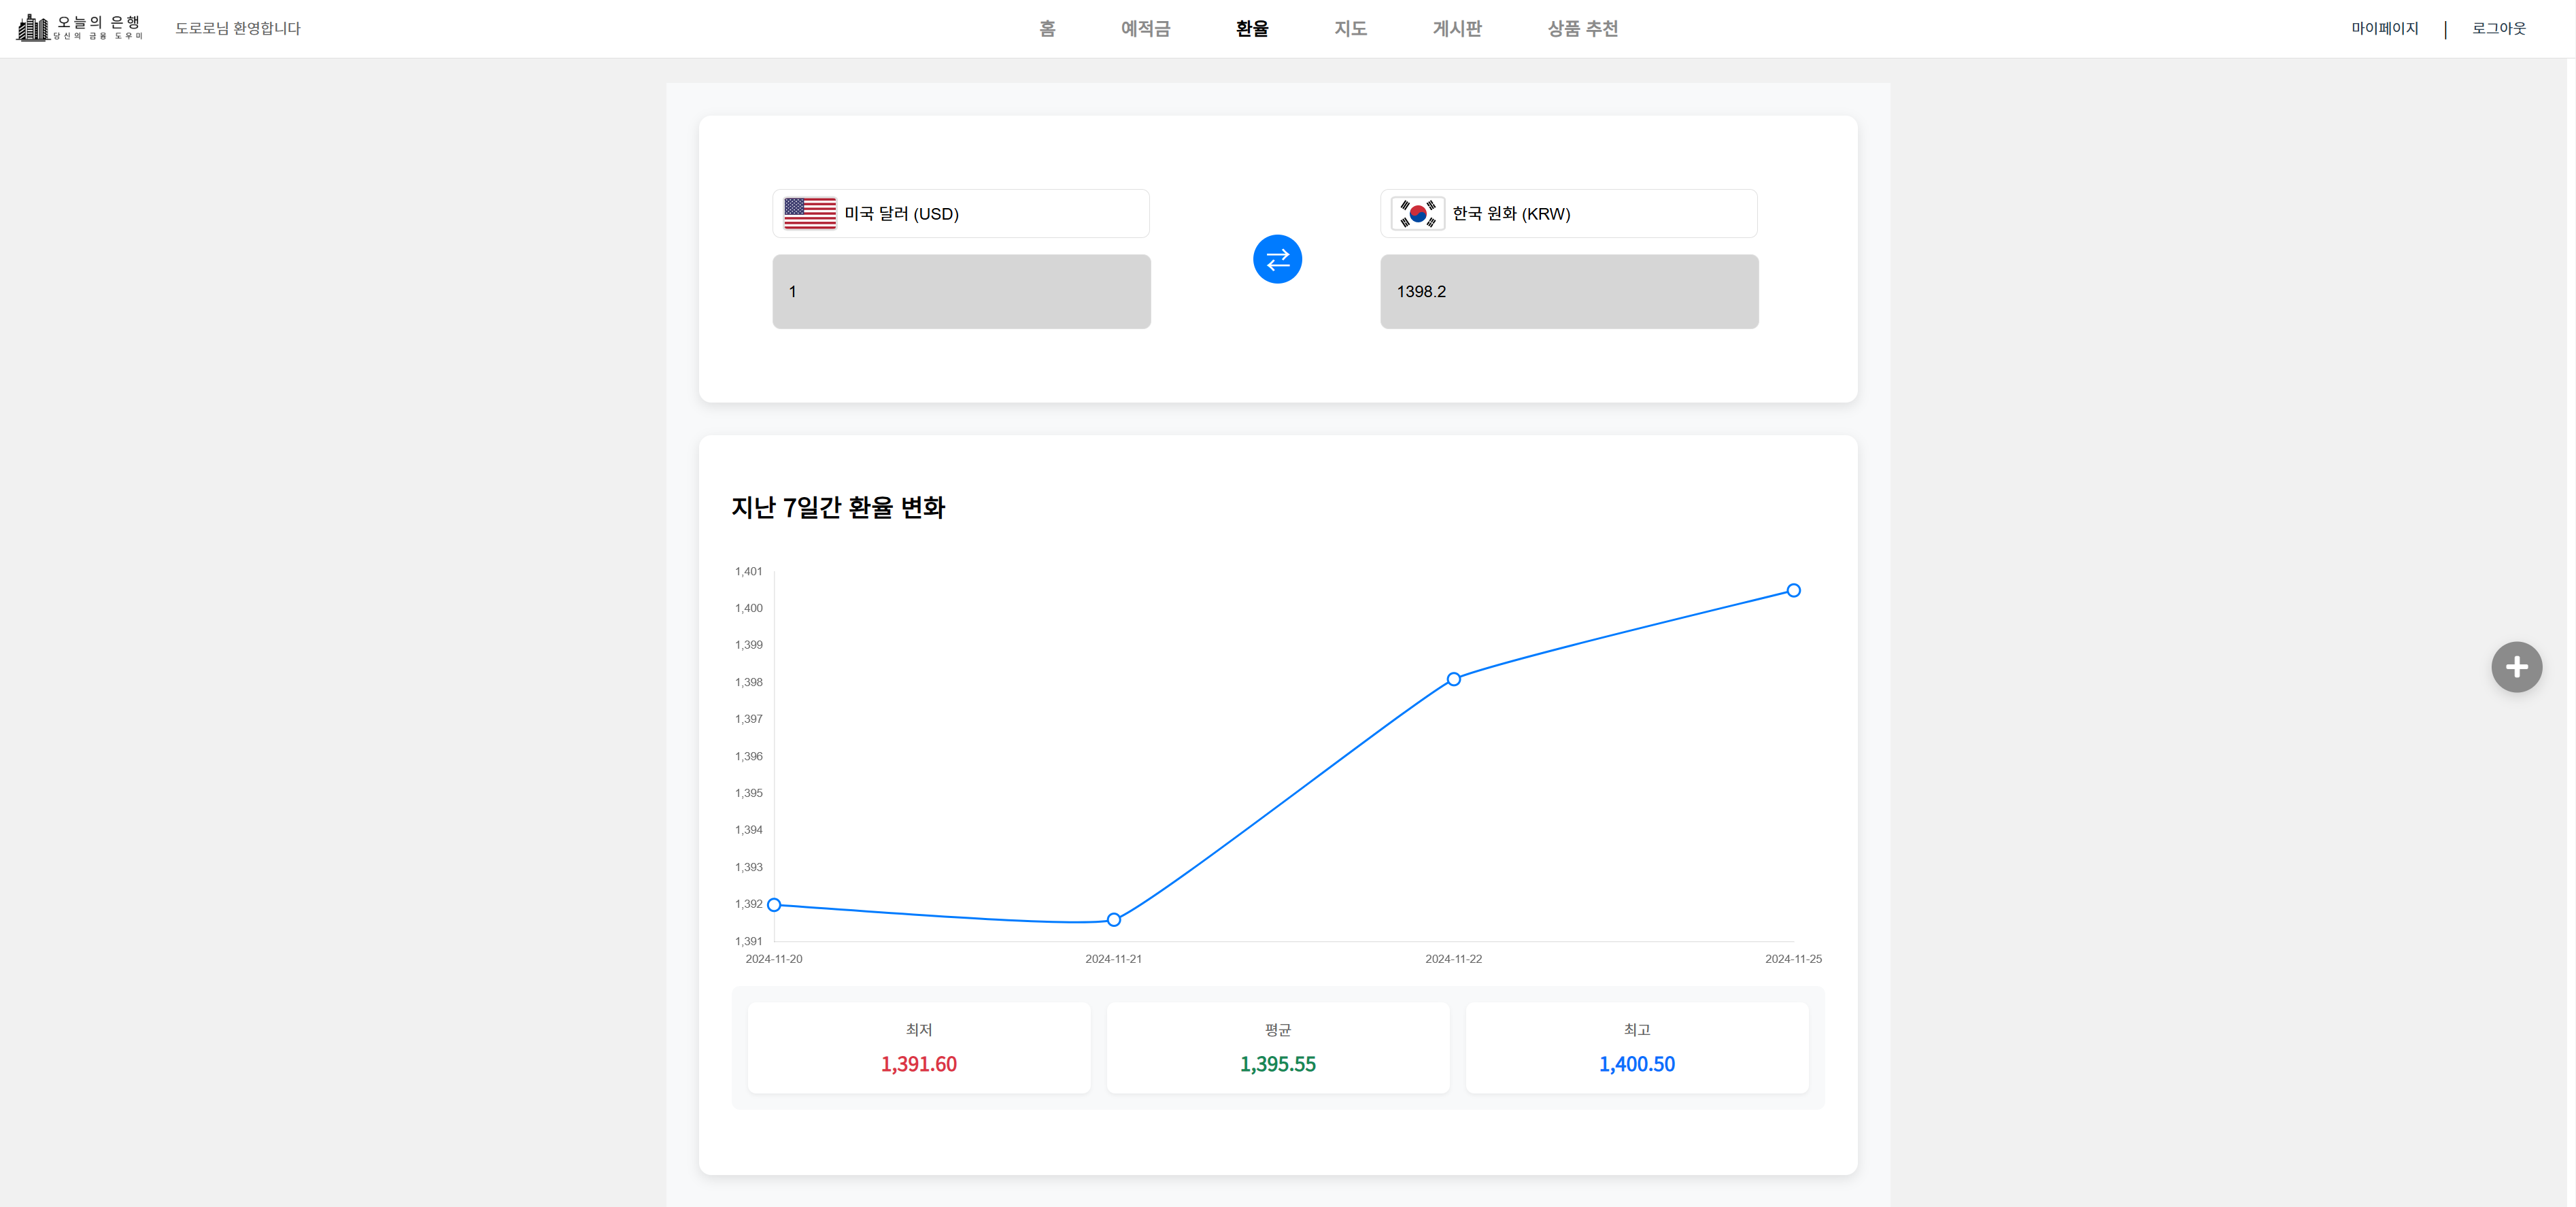 오늘의 은행
당신의 금융 도우미
도로로님 환영합니다
홈
예적금
환율
지도
게시판
상품 추천
마이페이지
|
로그아웃
미국 달러 (USD)
1
한국 원화 (KRW)
1398.2
지난 7일간 환율 변화
1,401
1,400
1,399
1,398
1,397
1,396
1,395
1,394
1,393
1,392
1,391
2024-11-20
2024-11-21
2024-11-22
2024-11-25
최저
1,391.60
평균
1,395.55
최고
1,400.50